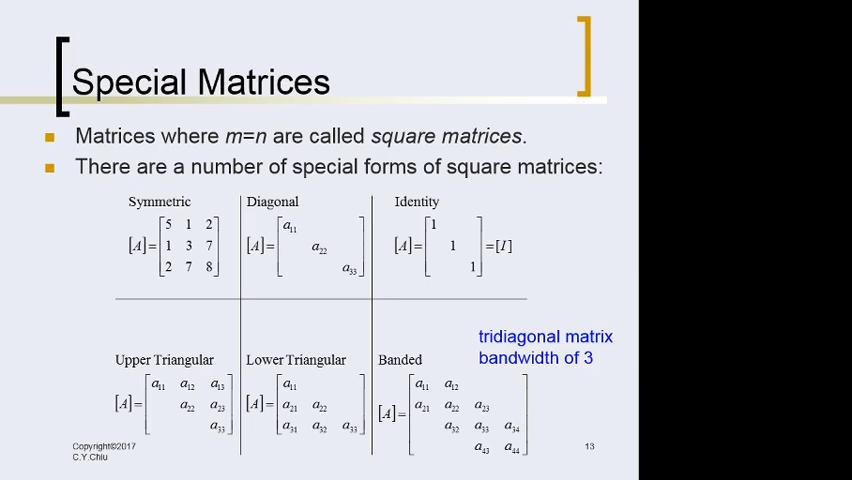 Special Matrices
Matrices where m=n are called square matrices.
There are a number of special forms of square matrices:
Symmetric Diagonal Identity
[A] = [5 1 2
1 3 7
2 7 8]
[A] = [a11
a22
a33]
[A] = [1
1
1] = [I]
tridiagonal matrix
bandwidth of 3
Upper Triangular Lower Triangular Banded
[A] = [a11 a12 a13
a22 a23
a33]
[A] = [a11
a21 a22
a31 a32 a33]
[A] = [a11 a12
a21 a22 a23
a32 a33 a34
a43 a44]
Copyright©2017
C.Y.Chiu
13